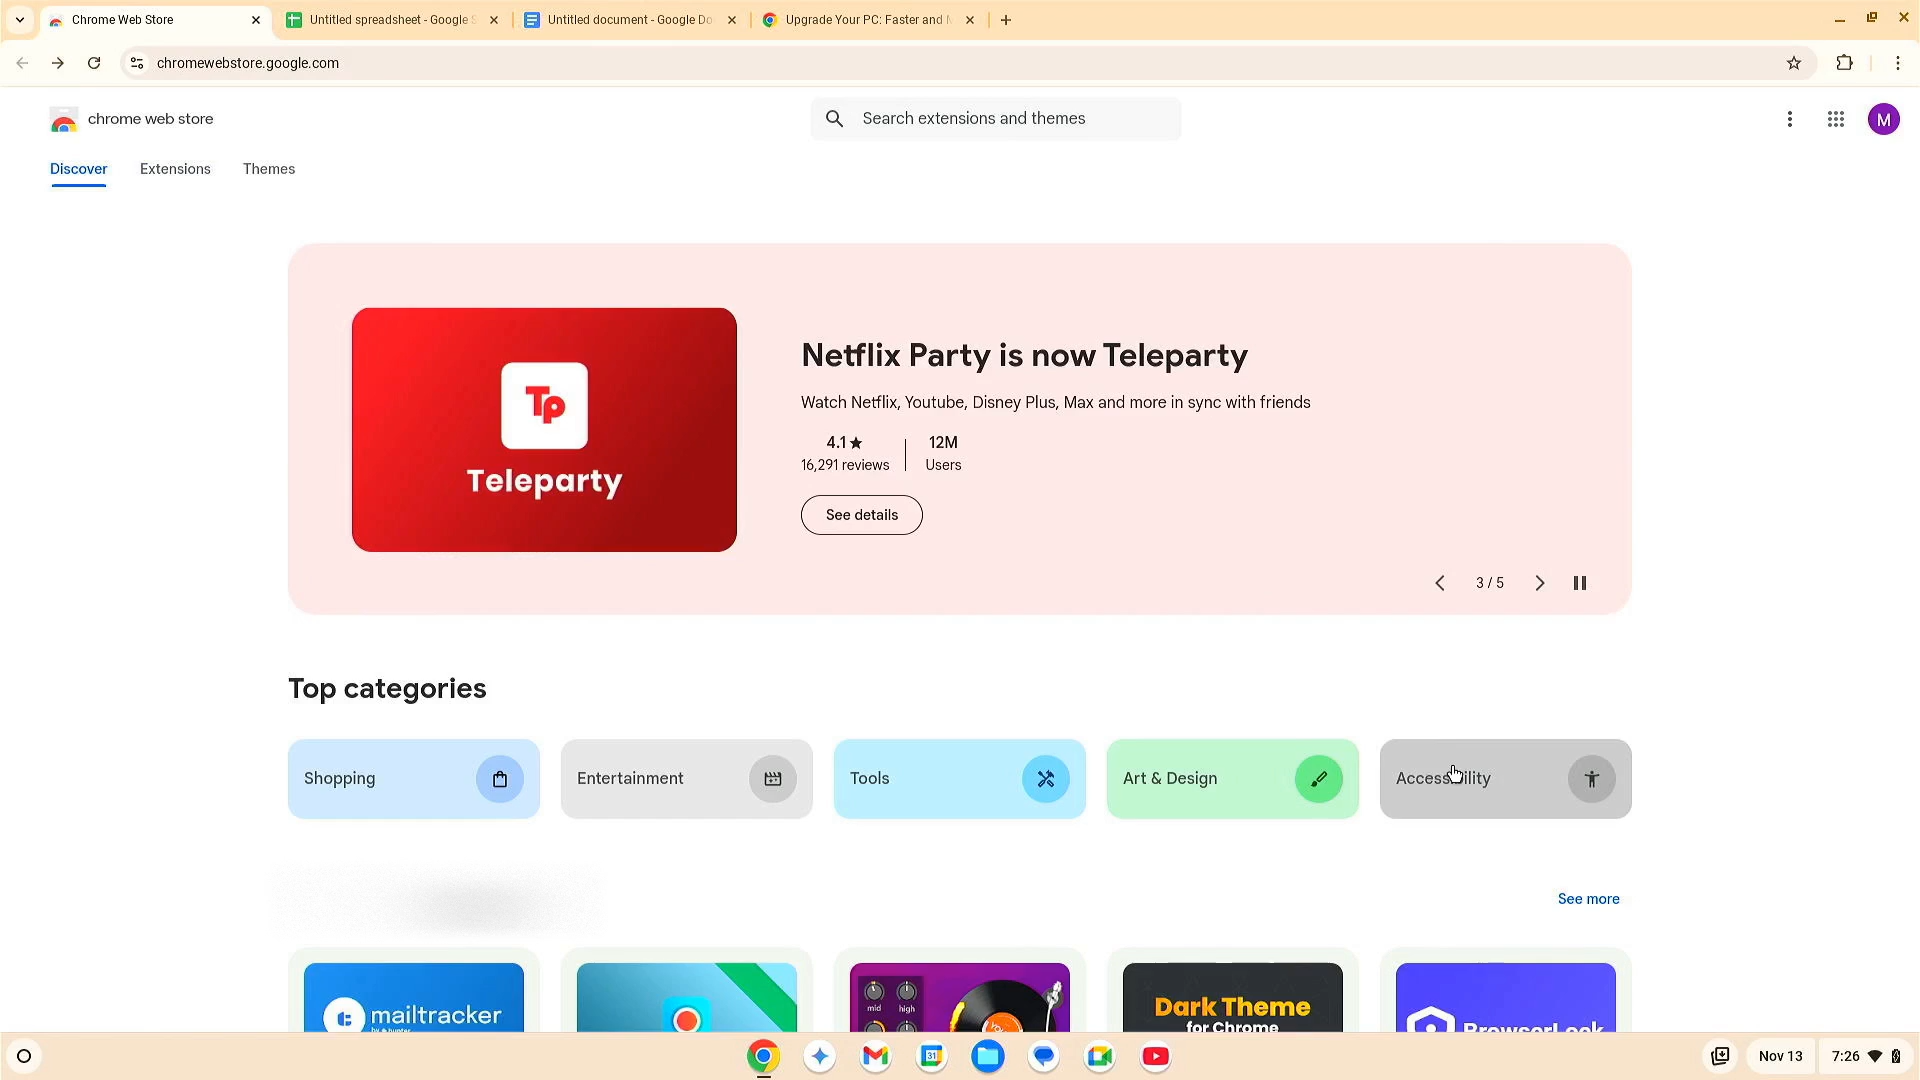 Chrome Web Store
Untitled spreadsheet - Google S
Untitled document - Google Do
Upgrade Your PC: Faster and M
chromewebstore.google.com
chrome web store
Search extensions and themes
M
Discover
Extensions
Themes
Tp
Teleparty
Netflix Party is now Teleparty
Watch Netflix, Youtube, Disney Plus, Max and more in sync with friends
4.1★
16,291 reviews
12M
Users
See details
3 / 5
Top categories
Shopping
Entertainment
Tools
Art & Design
Accessibility
See more
mailtracker
mid
high
Dark Theme
for Chrome
BrowserLock
31
Nov 13
7:26